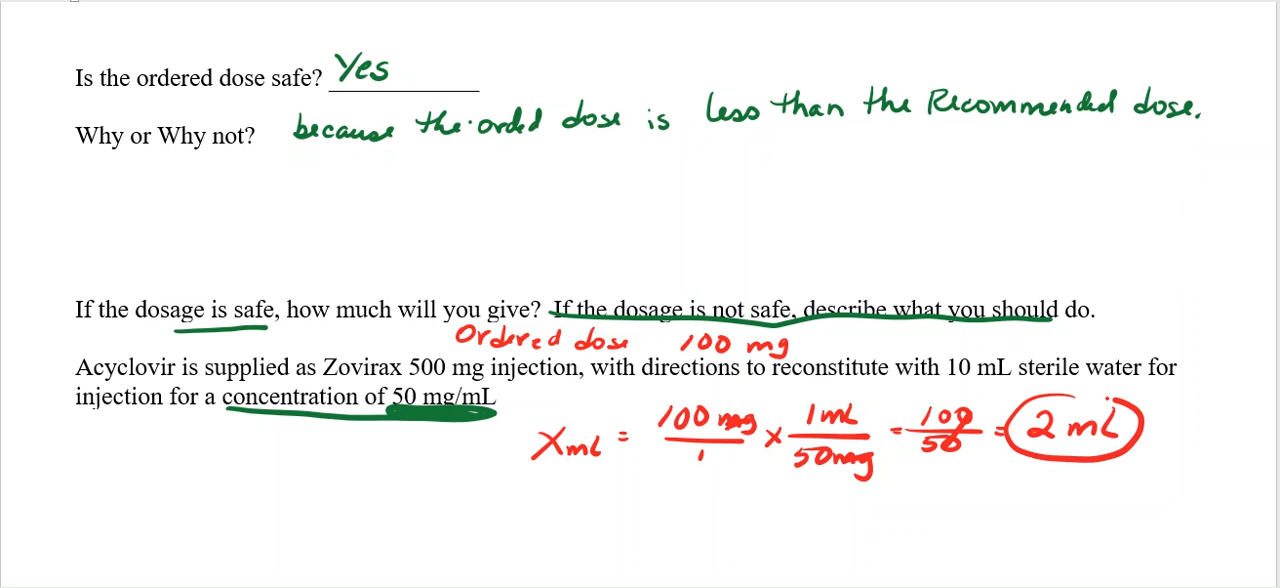 Is the ordered dose safe? Yes
Why or Why not? because the orded dose is less than the Recommended dose.
If the dosage is safe, how much will you give? If the dosage is not safe, describe what you should do.
Ordered dose 100 mg
Acyclovir is supplied as Zovirax 500 mg injection, with directions to reconstitute with 10 mL sterile water for
injection for a concentration of 50 mg/mL
X mL = 100 mg / 1 x 1 mL / 50 mg = 100 / 50 = 2 mL